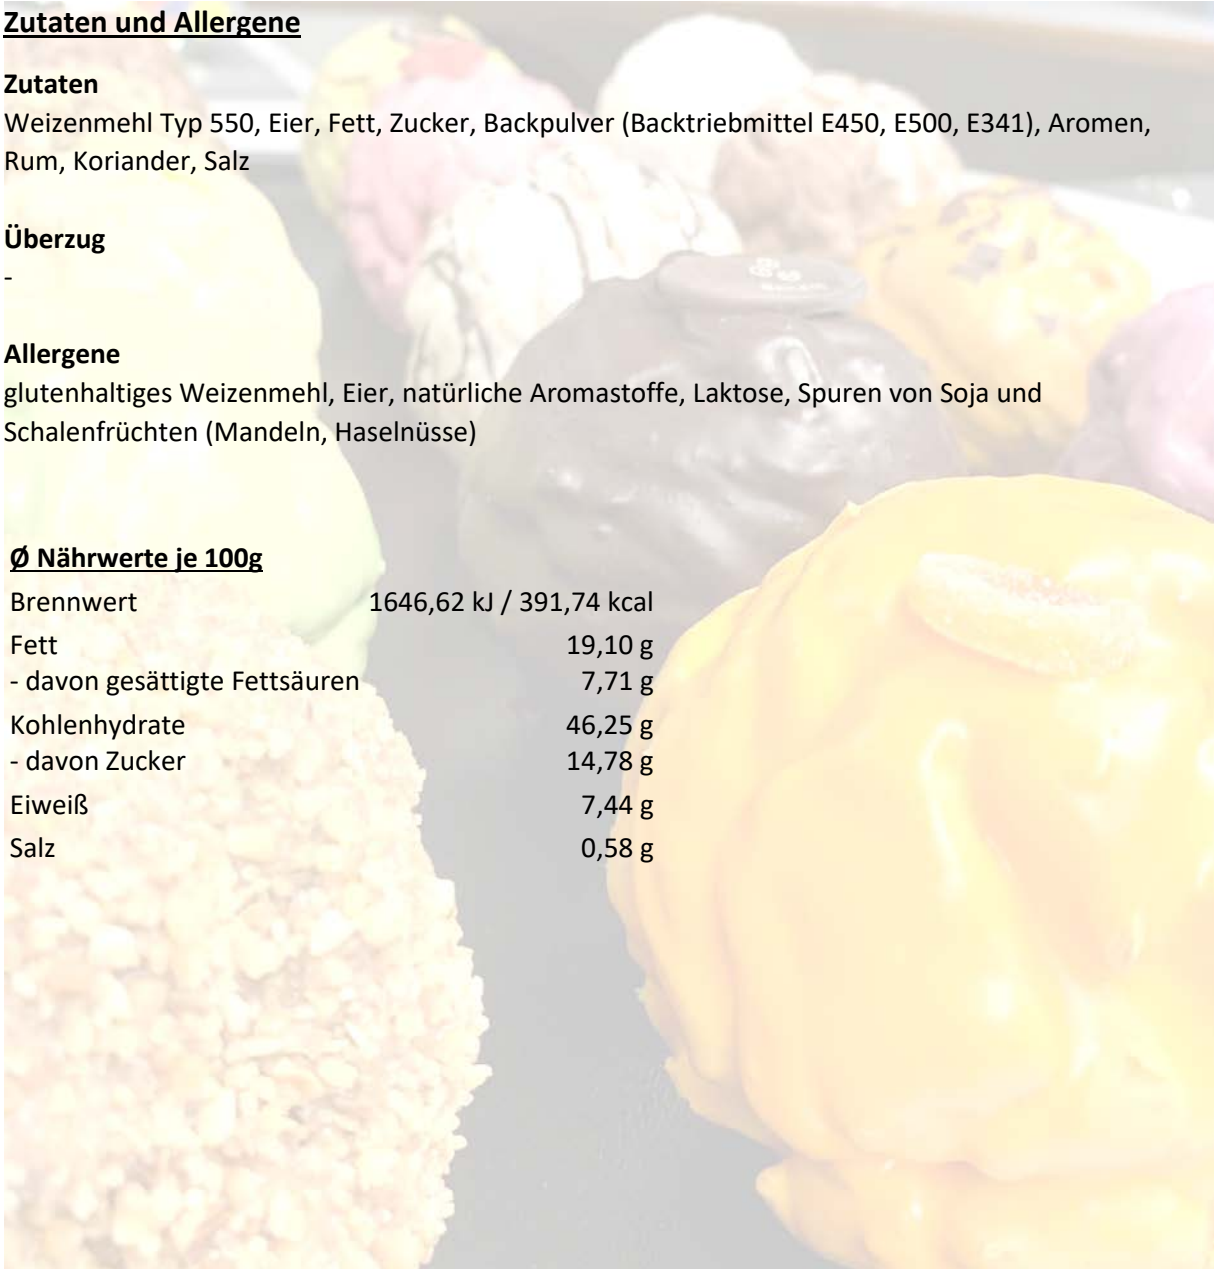 Zutaten und Allergene
Zutaten
Weizenmehl Typ 550, Eier, Fett, Zucker, Backpulver (Backtriebmittel E450, E500, E341), Aromen,
Rum, Koriander, Salz
Überzug
-
Allergene
glutenhaltiges Weizenmehl, Eier, natürliche Aromastoffe, Laktose, Spuren von Soja und
Schalenfrüchten (Mandeln, Haselnüsse)
Ø Nährwerte je 100g
Brennwert 1646,62 kJ / 391,74 kcal
Fett 19,10 g
- davon gesättigte Fettsäuren 7,71 g
Kohlenhydrate 46,25 g
- davon Zucker 14,78 g
Eiweiß 7,44 g
Salz 0,58 g